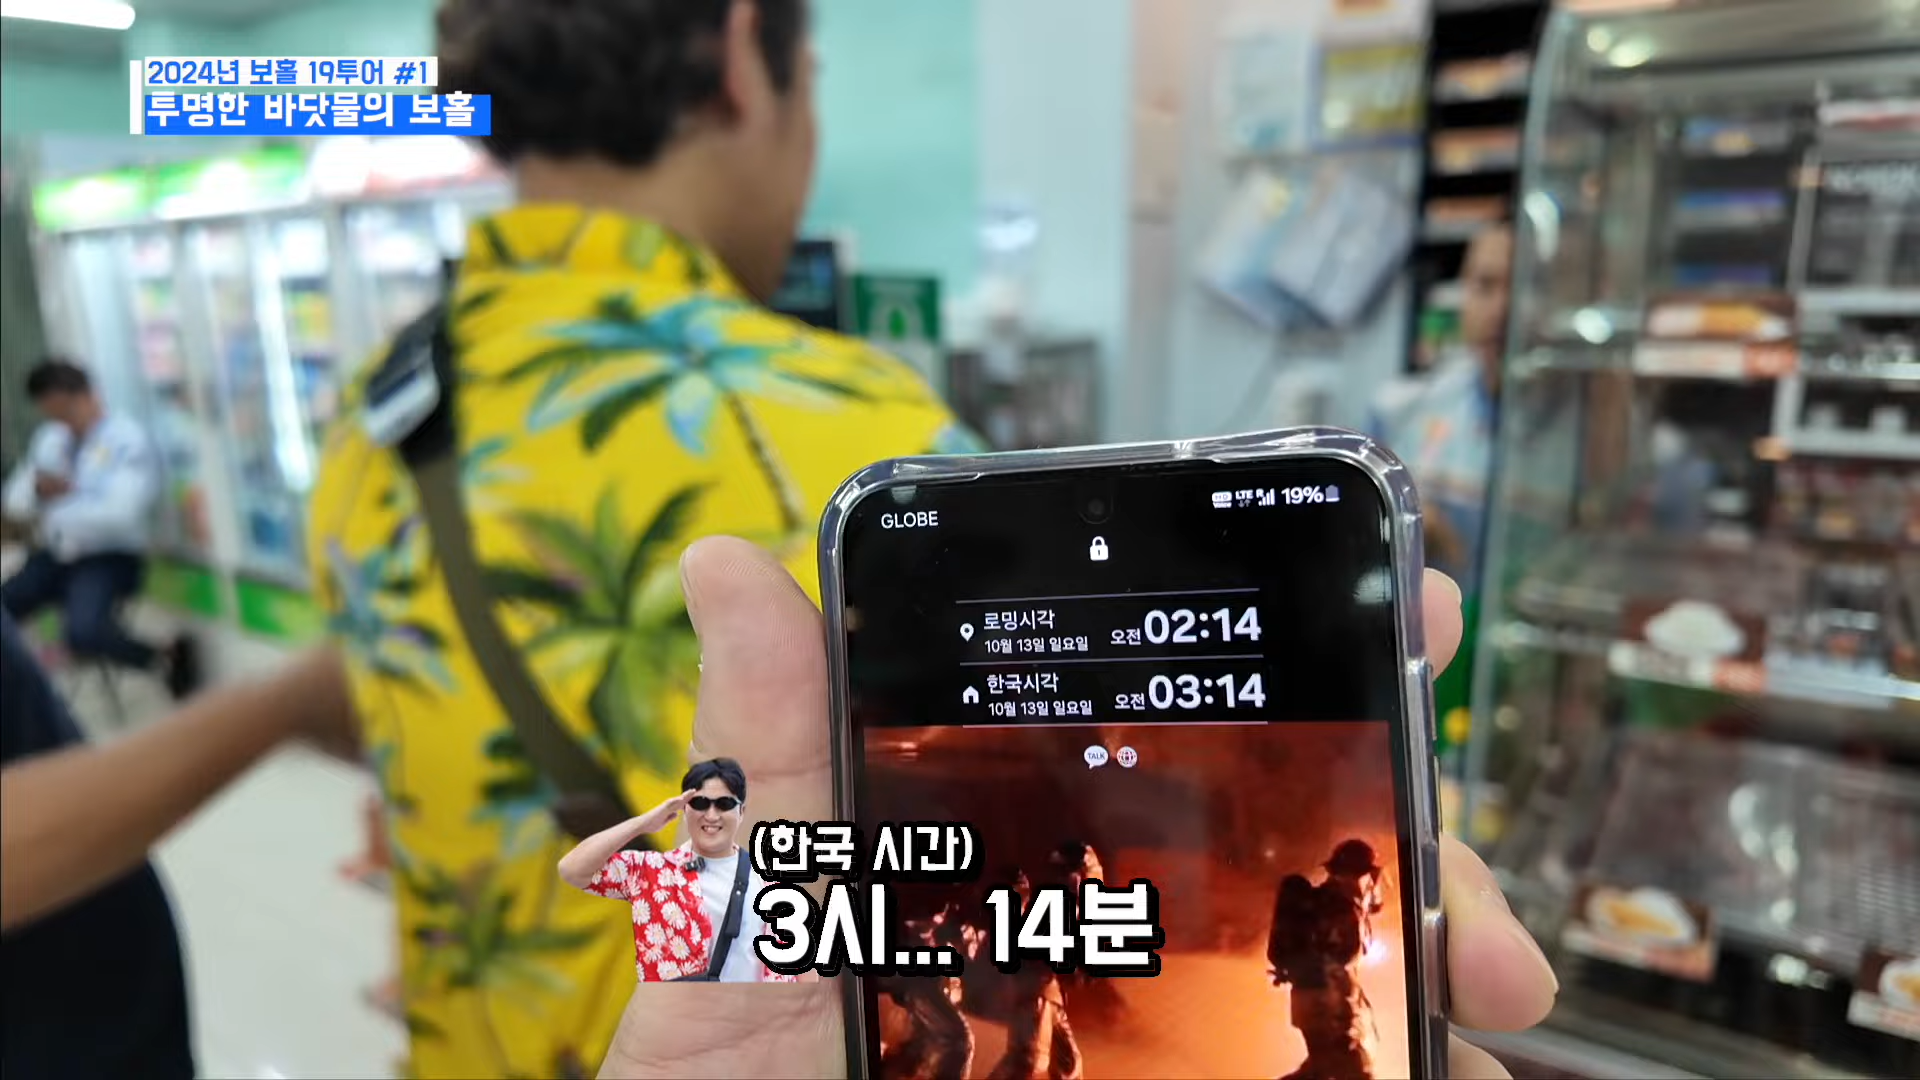 2024년 보홀 19투어 #1
투명한 바닷물의 보홀
GLOBE
LTE 19%
로밍시각
10월 13일 일요일 오전 02:14
한국시각
10월 13일 일요일 오전 03:14
TALK
(한국 시간)
3시... 14분